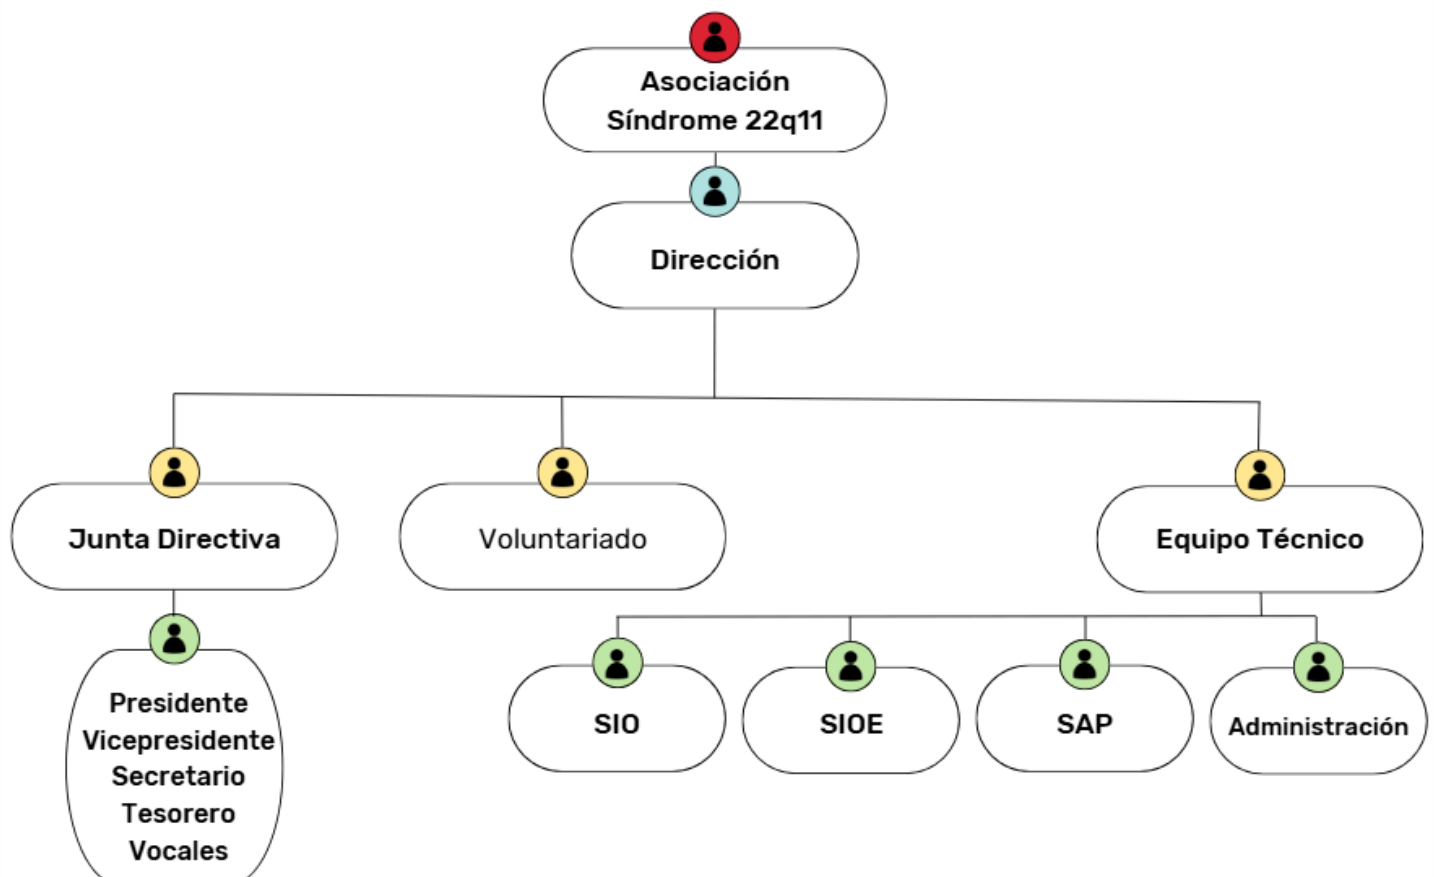 Asociación
Síndrome 22q11
Dirección
Junta Directiva
Voluntariado
Equipo Técnico
Presidente
Vicepresidente
Secretario
Tesorero
Vocales
SIO
SIOE
SAP
Administración